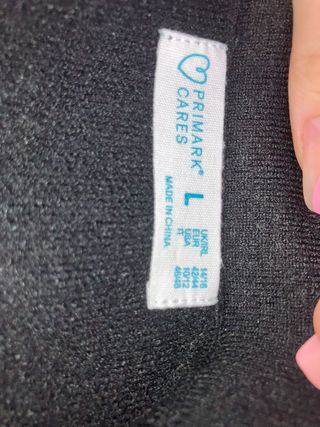 PRIMARK®
CARES
L
UK/IRL 14/16
EUR 42/44
USA 10/12
IT 46/48
MADE IN CHINA